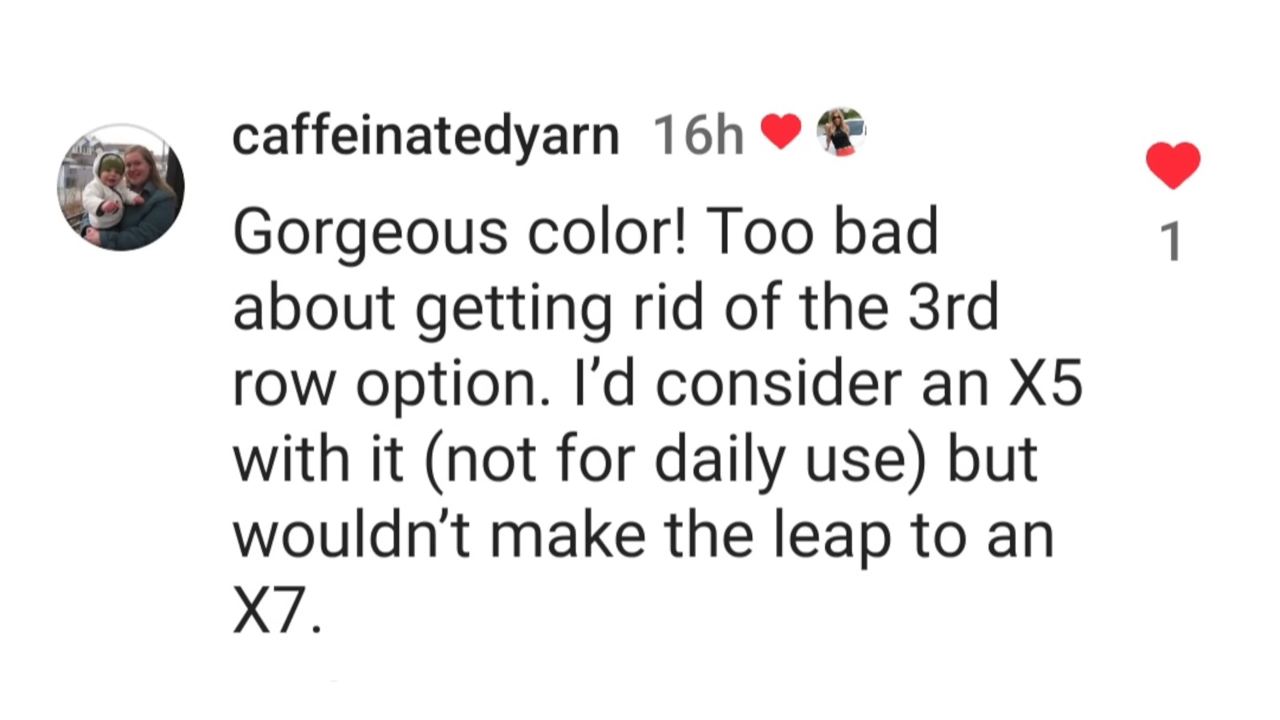 caffeinatedyarn 16h
Gorgeous color! Too bad
about getting rid of the 3rd
row option. I’d consider an X5
with it (not for daily use) but
wouldn’t make the leap to an
X7.
1